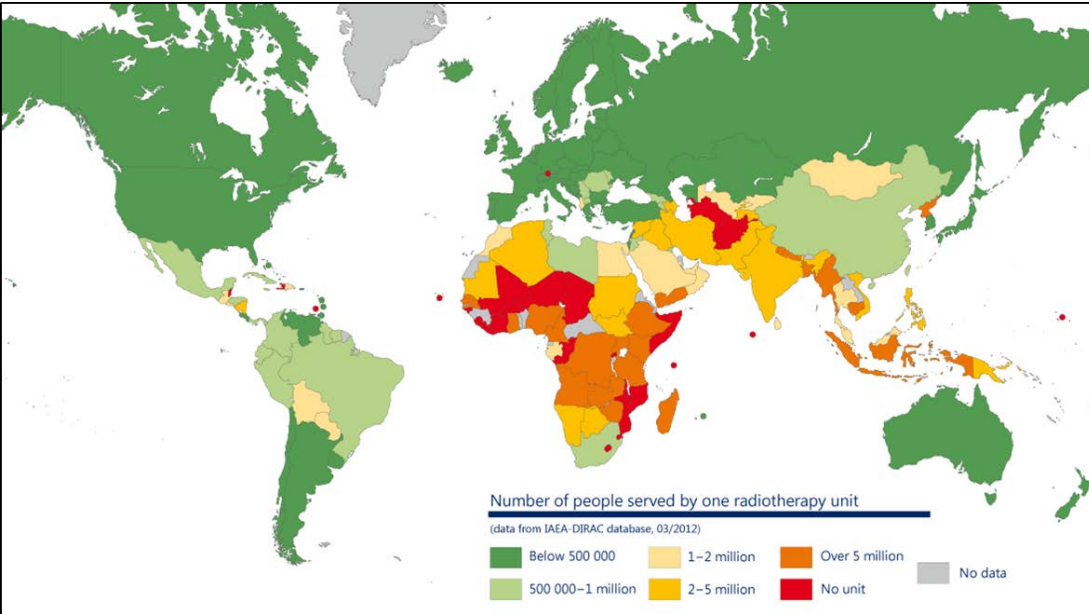 Number of people served by one radiotherapy unit
(data from IAEA-DIRAC database, 03/2012)
Below 500 000
1–2 million
Over 5 million
No data
500 000–1 million
2–5 million
No unit